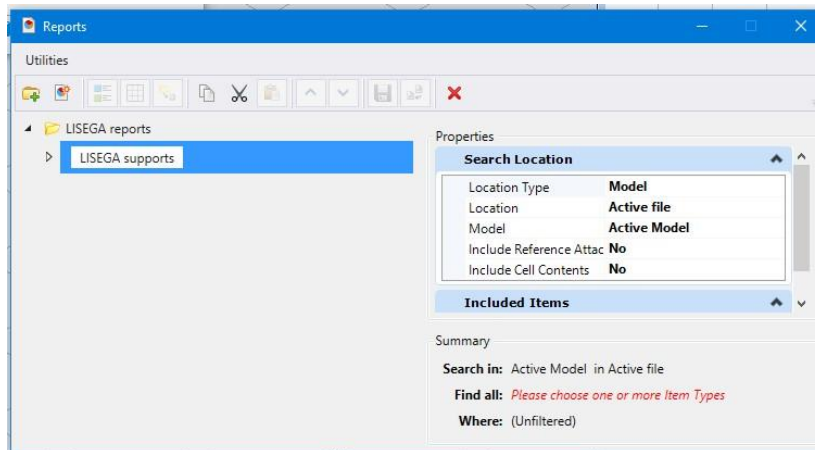 Reports
Utilities
LISEGA reports
LISEGA supports
Properties
Search Location
Location Type Model
Location Active file
Model Active Model
Include Reference Attac No
Include Cell Contents No
Included Items
Summary
Search in: Active Model in Active file
Find all: Please choose one or more Item Types
Where: (Unfiltered)